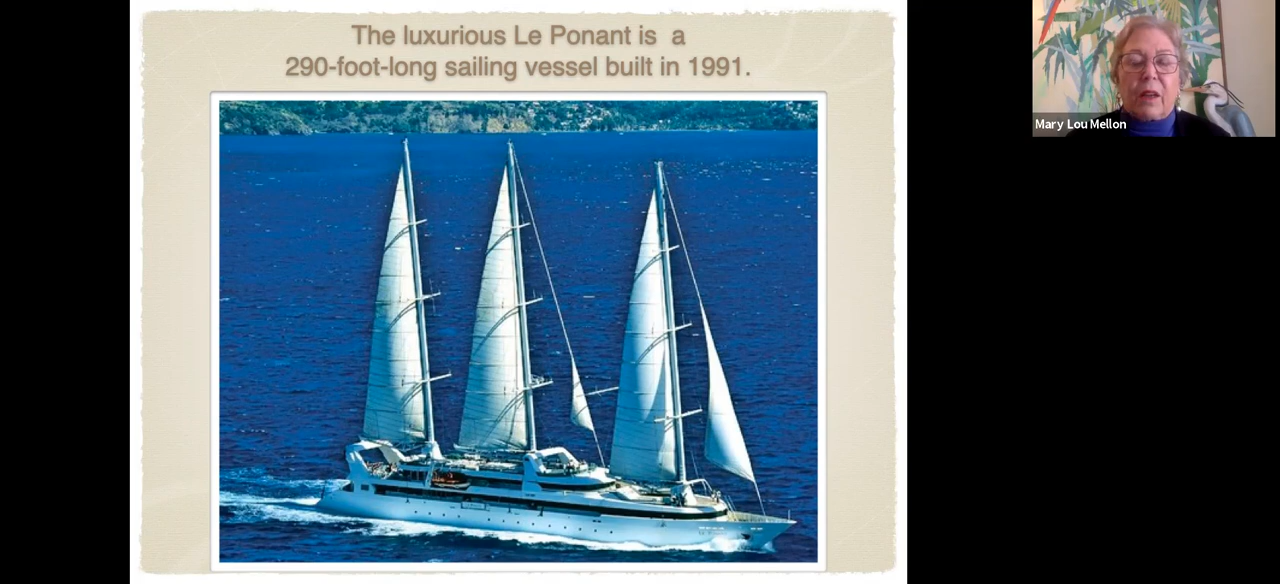 The luxurious Le Ponant is  a
290-foot-long sailing vessel built in 1991.
Mary Lou Mellon